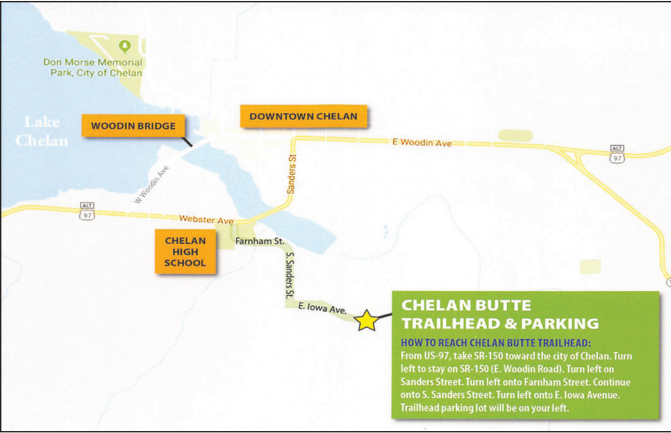 Don Morse Memorial
Park, City of Chelan
Lake
Chelan
WOODIN BRIDGE
DOWNTOWN CHELAN
E Woodin Ave
ALT
97
W Woodin Ave
Sanders St
ALT
97
Webster Ave
CHELAN
HIGH
SCHOOL
Farnham St.
S. Sanders St.
E. Iowa Ave.
CHELAN BUTTE
TRAILHEAD & PARKING
HOW TO REACH CHELAN BUTTE TRAILHEAD:
From US-97, take SR-150 toward the city of Chelan. Turn
left to stay on SR-150 (E. Woodin Road). Turn left on
Sanders Street. Turn left onto Farnham Street. Continue
onto S. Sanders Street. Turn left onto E. Iowa Avenue.
Trailhead parking lot will be on your left.